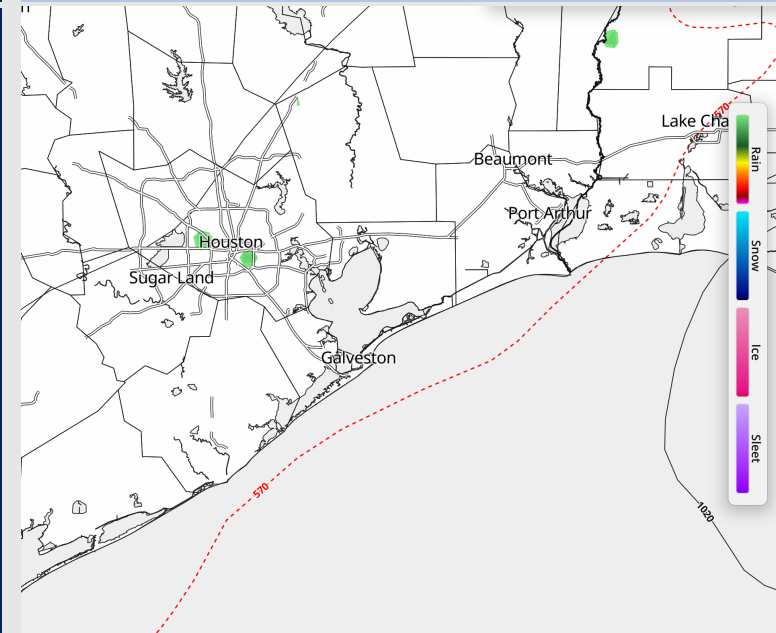 570
Lake Cha
Rain
Beaumont
Port Arthur
Houston
Snow
Sugar Land
Ice
Galveston
Sleet
570
1020